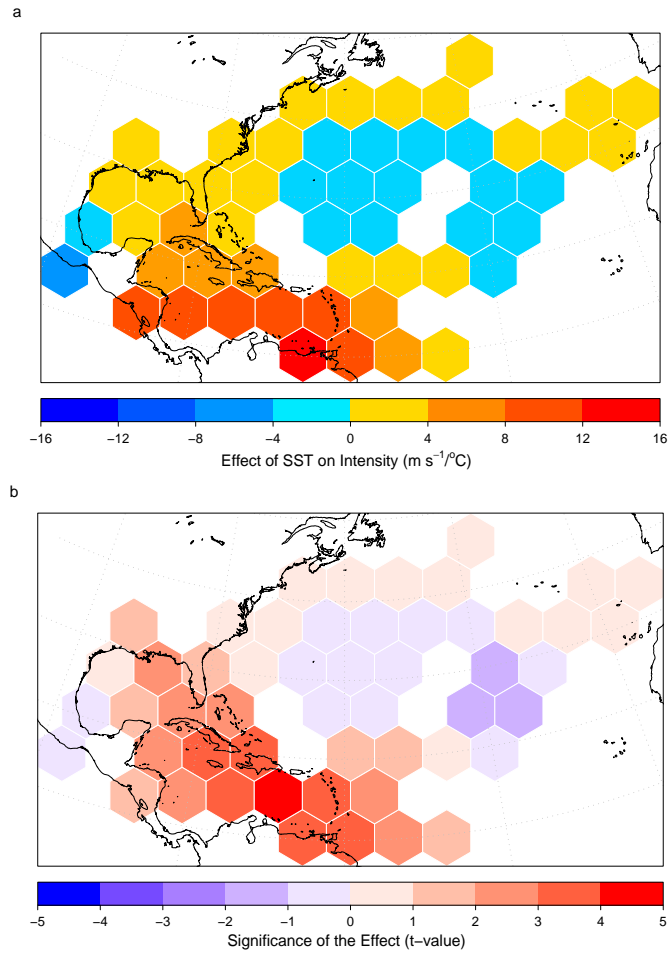 a
−16 −12 −8 −4 0 4 8 12 16
Effect of SST on Intensity (m s⁻¹/°C)
b
−5 −4 −3 −2 −1 0 1 2 3 4 5
Significance of the Effect (t−value)